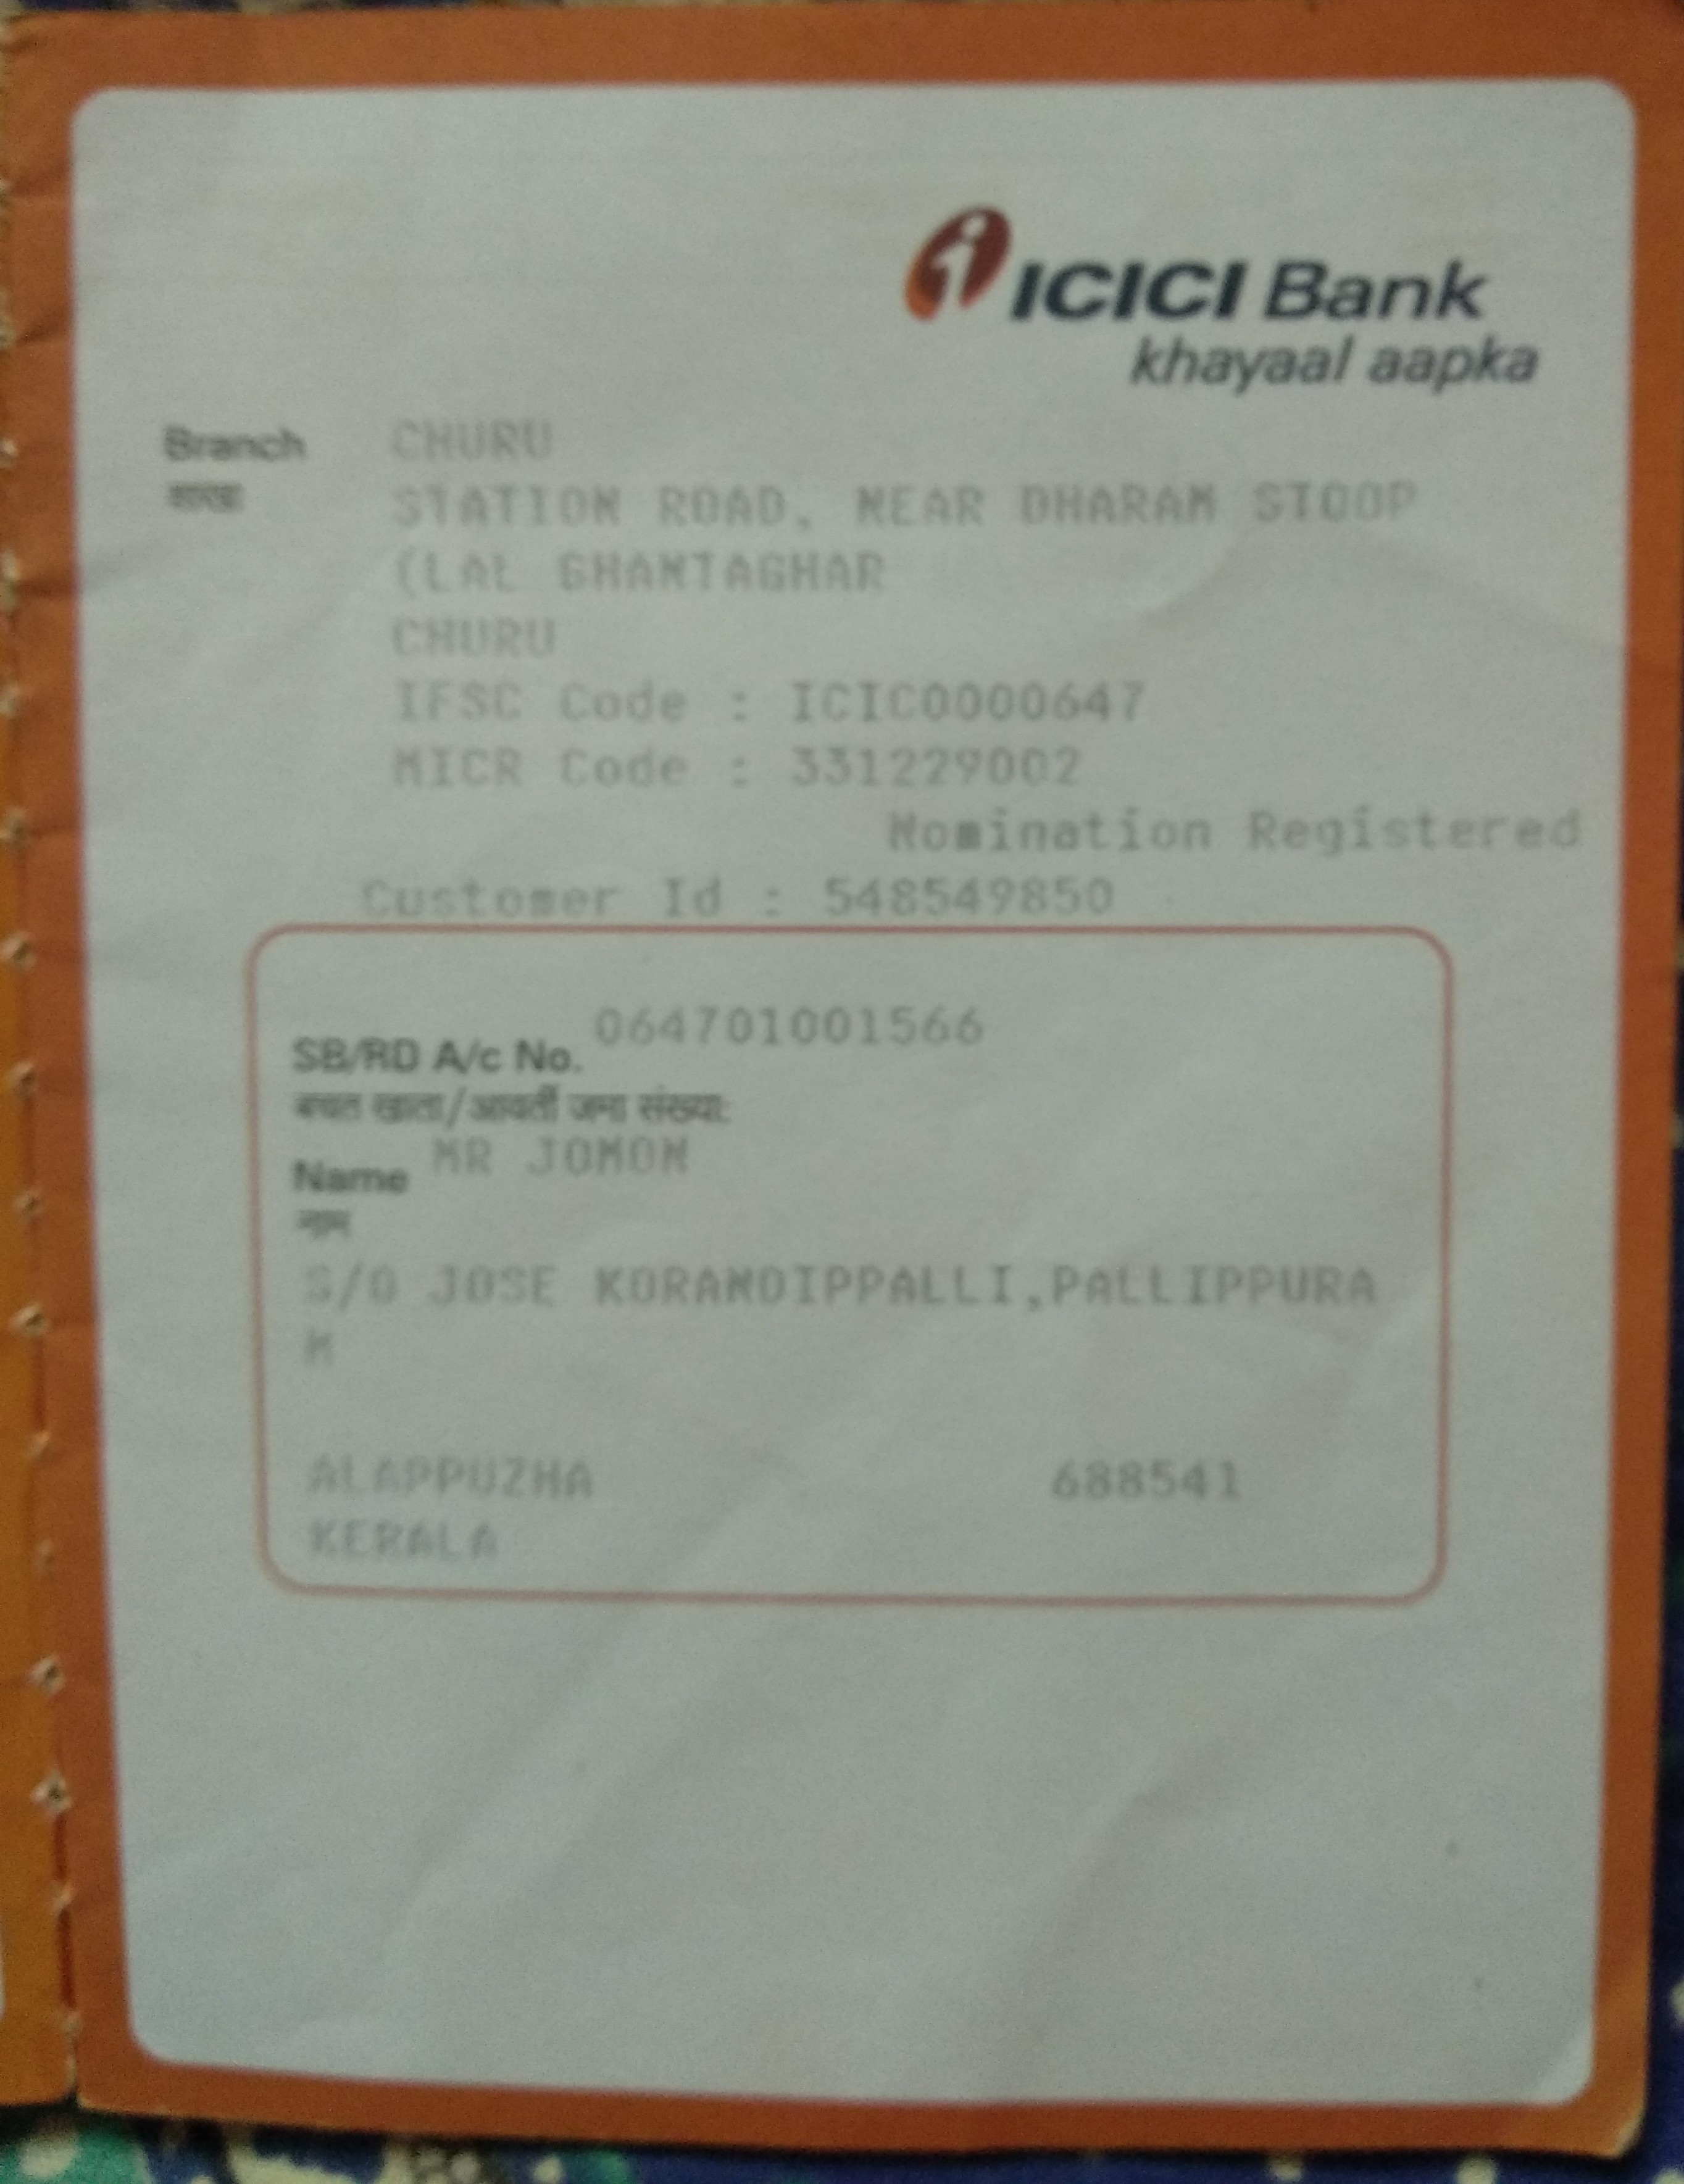 ICICI Bank
khayaal aapka
Branch CHURU
शाखा STATION ROAD, NEAR DHARAM STOOP
(LAL GHANTAGHAR
CHURU
IFSC Code : ICIC0000647
MICR Code : 331229002
Nomination Registered
Customer Id : 548549850
SB/RD A/c No. 064701001566
बचत खाता/आवर्ती जमा संख्या:
Name MR JOMON
नाम
S/O JOSE KORANDIPPALLI,PALLIPPURA
M
ALAPPUZHA 688541
KERALA